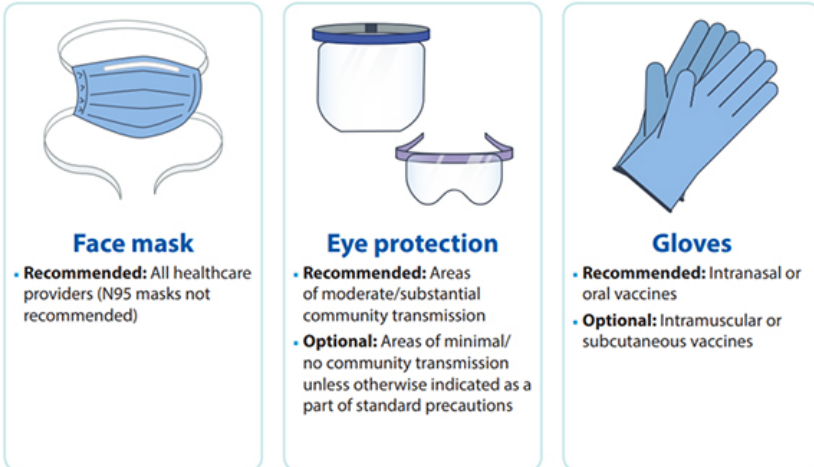 Face mask
• Recommended: All healthcare
providers (N95 masks not
recommended)
Eye protection
• Recommended: Areas
of moderate/substantial
community transmission
• Optional: Areas of minimal/
no community transmission
unless otherwise indicated as a
part of standard precautions
Gloves
• Recommended: Intranasal or
oral vaccines
• Optional: Intramuscular or
subcutaneous vaccines